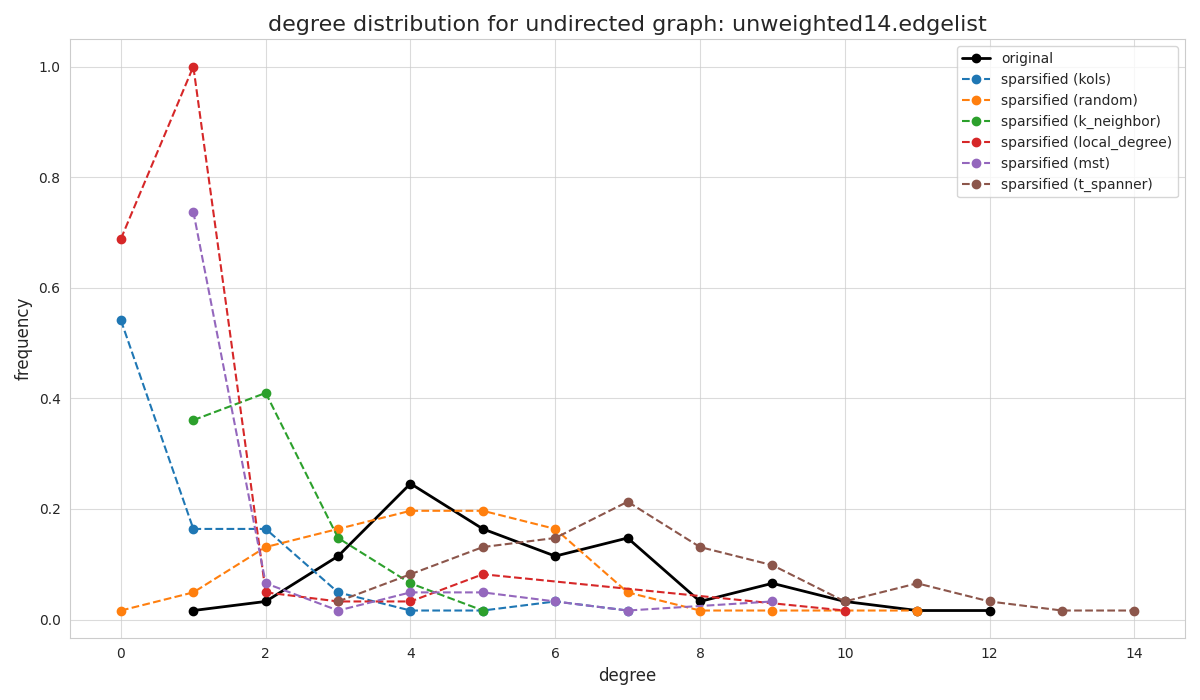 degree distribution for undirected graph: unweighted14.edgelist
original
sparsified (kols)
sparsified (random)
sparsified (k_neighbor)
sparsified (local_degree)
sparsified (mst)
sparsified (t_spanner)
frequency
1.0
0.8
0.6
0.4
0.2
0.0
0 2 4 6 8 10 12 14
degree